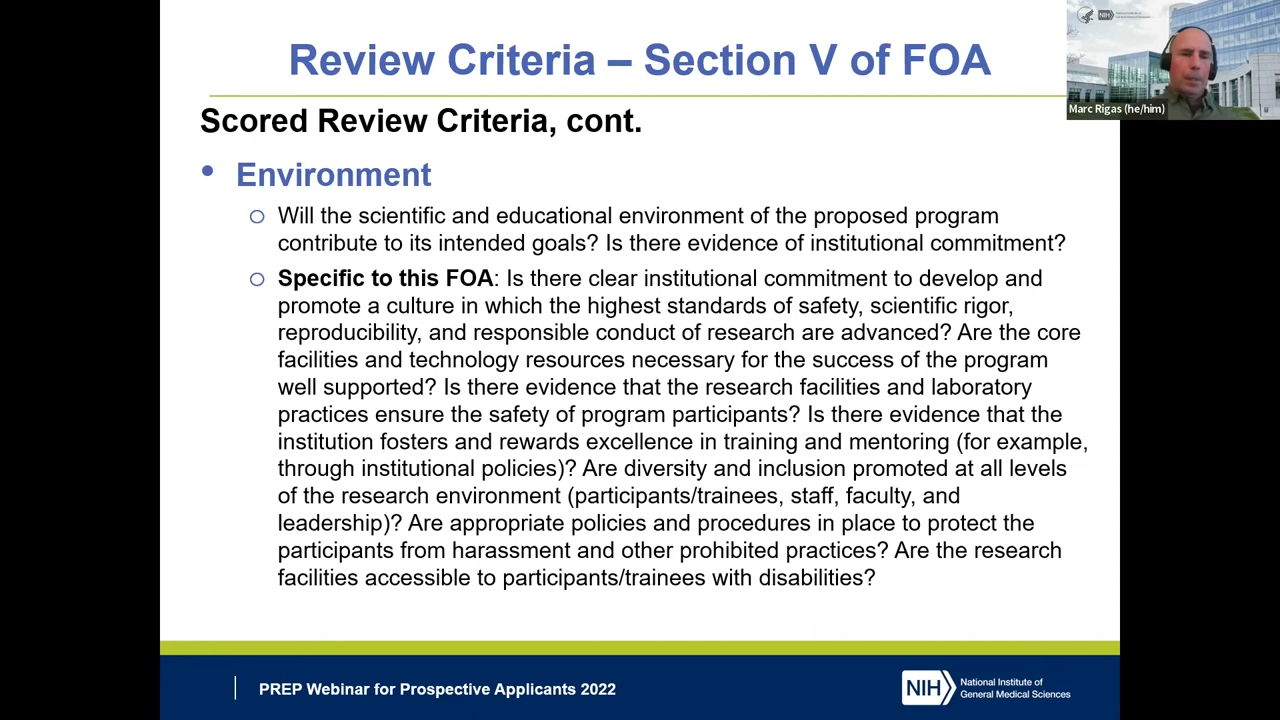 Review Criteria – Section V of FOA
Scored Review Criteria, cont.
• Environment
Will the scientific and educational environment of the proposed program
contribute to its intended goals? Is there evidence of institutional commitment?
Specific to this FOA: Is there clear institutional commitment to develop and
promote a culture in which the highest standards of safety, scientific rigor,
reproducibility, and responsible conduct of research are advanced? Are the core
facilities and technology resources necessary for the success of the program
well supported? Is there evidence that the research facilities and laboratory
practices ensure the safety of program participants? Is there evidence that the
institution fosters and rewards excellence in training and mentoring (for example,
through institutional policies)? Are diversity and inclusion promoted at all levels
of the research environment (participants/trainees, staff, faculty, and
leadership)? Are appropriate policies and procedures in place to protect the
participants from harassment and other prohibited practices? Are the research
facilities accessible to participants/trainees with disabilities?
PREP Webinar for Prospective Applicants 2022
NIH
National Institute of
General Medical Sciences
NIH
Marc Rigas (he/him)